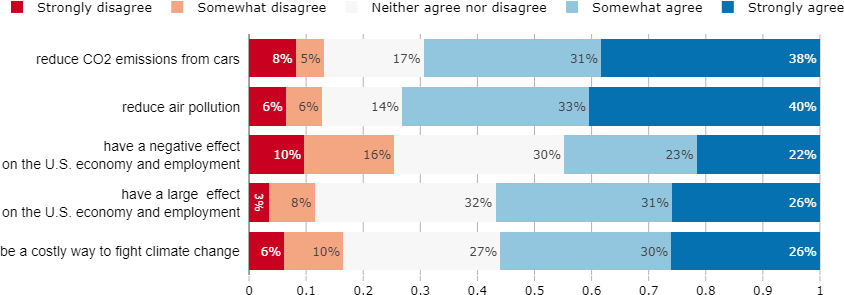 Strongly disagree Somewhat disagree Neither agree nor disagree Somewhat agree Strongly agree
reduce CO2 emissions from cars 8% 5% 17% 31% 38%
reduce air pollution 6% 6% 14% 33% 40%
have a negative effect
on the U.S. economy and employment 10% 16% 30% 23% 22%
have a large effect
on the U.S. economy and employment 3% 8% 32% 31% 26%
be a costly way to fight climate change 6% 10% 27% 30% 26%
0 0.1 0.2 0.3 0.4 0.5 0.6 0.7 0.8 0.9 1